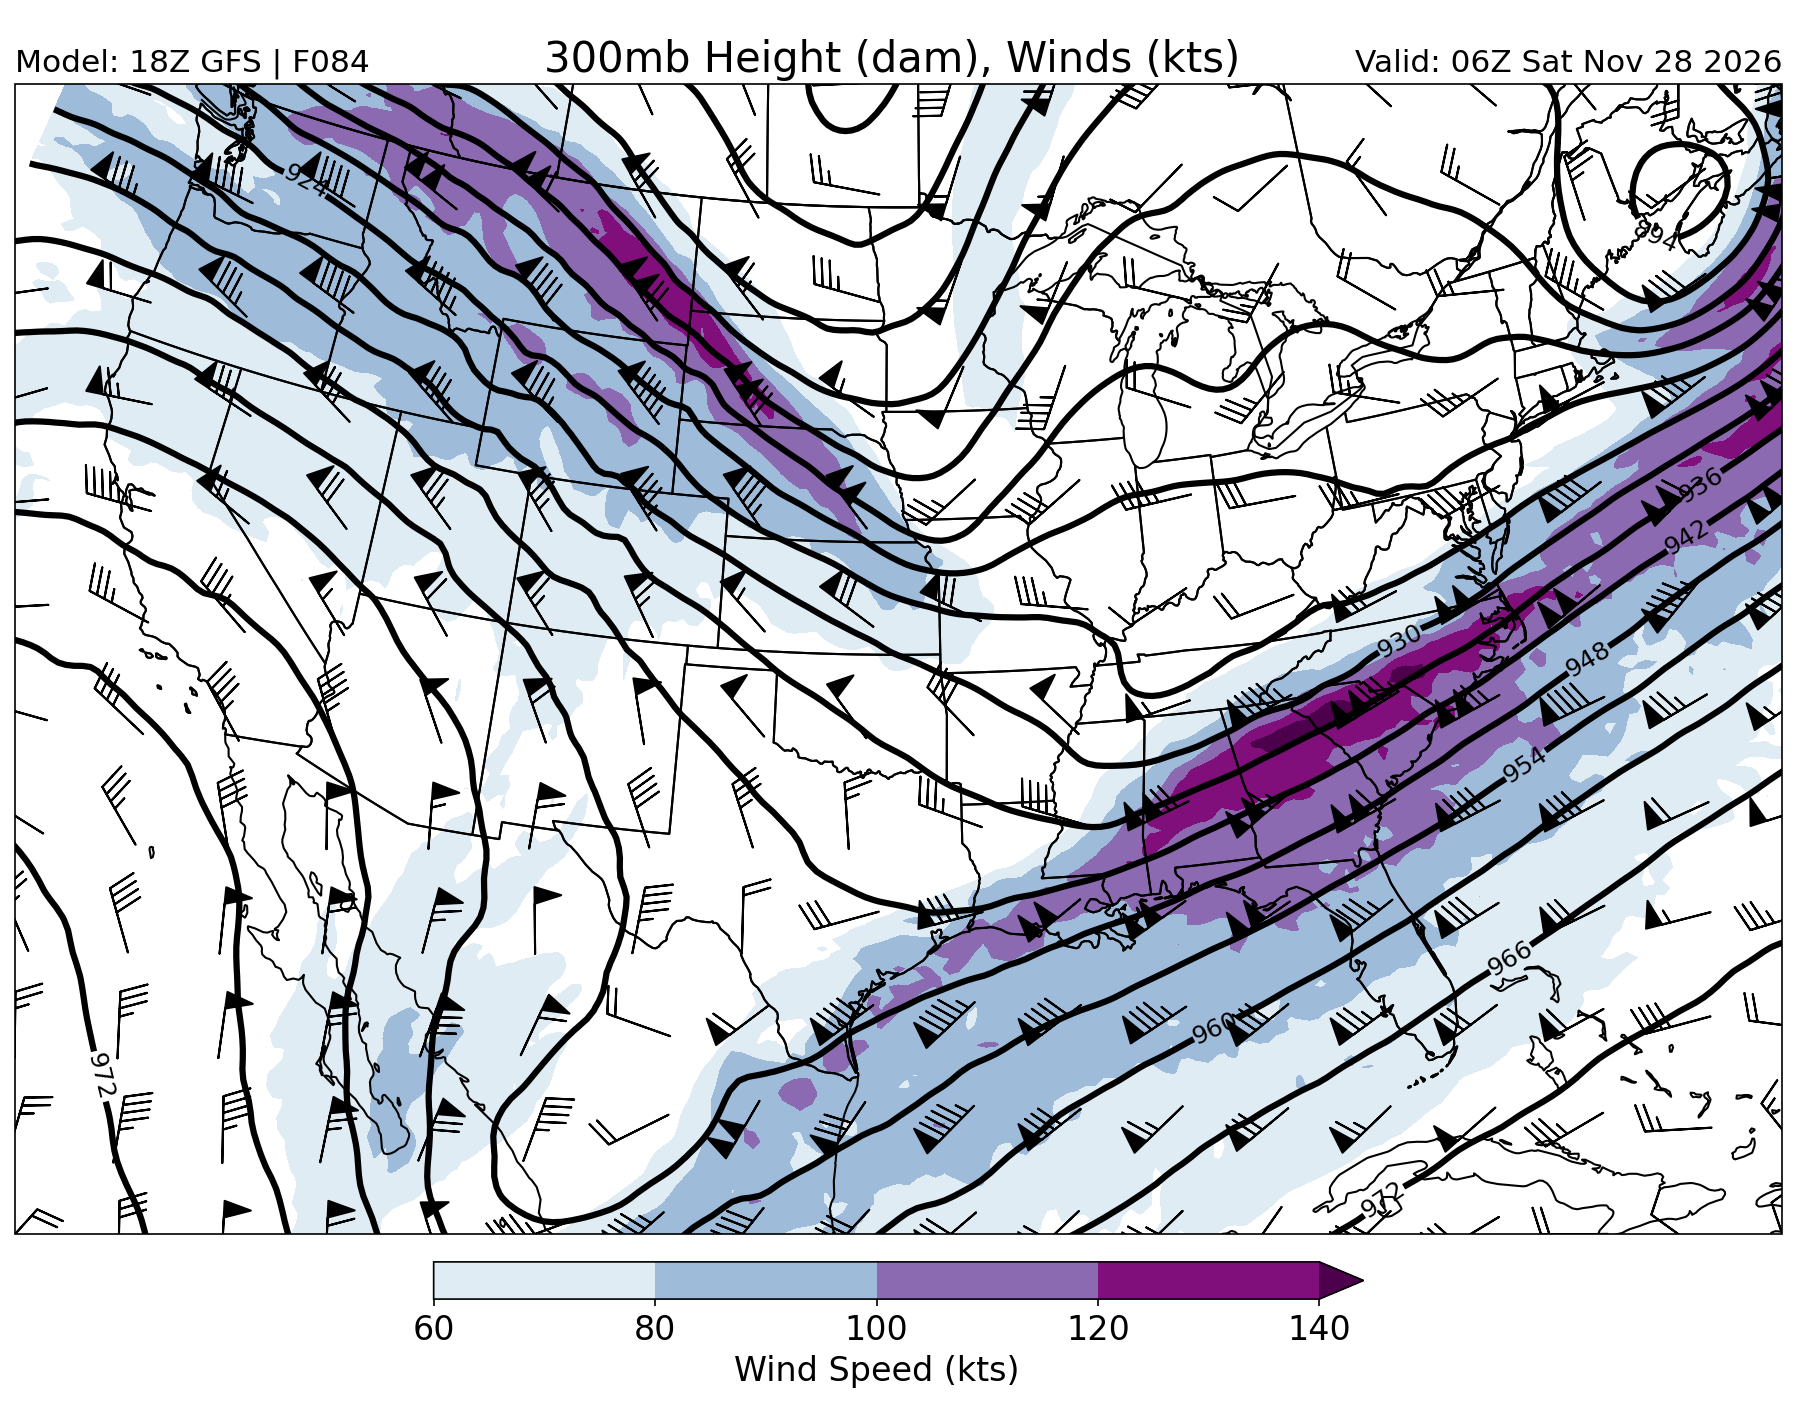 Model: 18Z GFS | F084
300mb Height (dam), Winds (kts)
Valid: 06Z Sat Nov 28 2026
924
894
936
942
930
948
954
966
960
972
972
60 80 100 120 140
Wind Speed (kts)